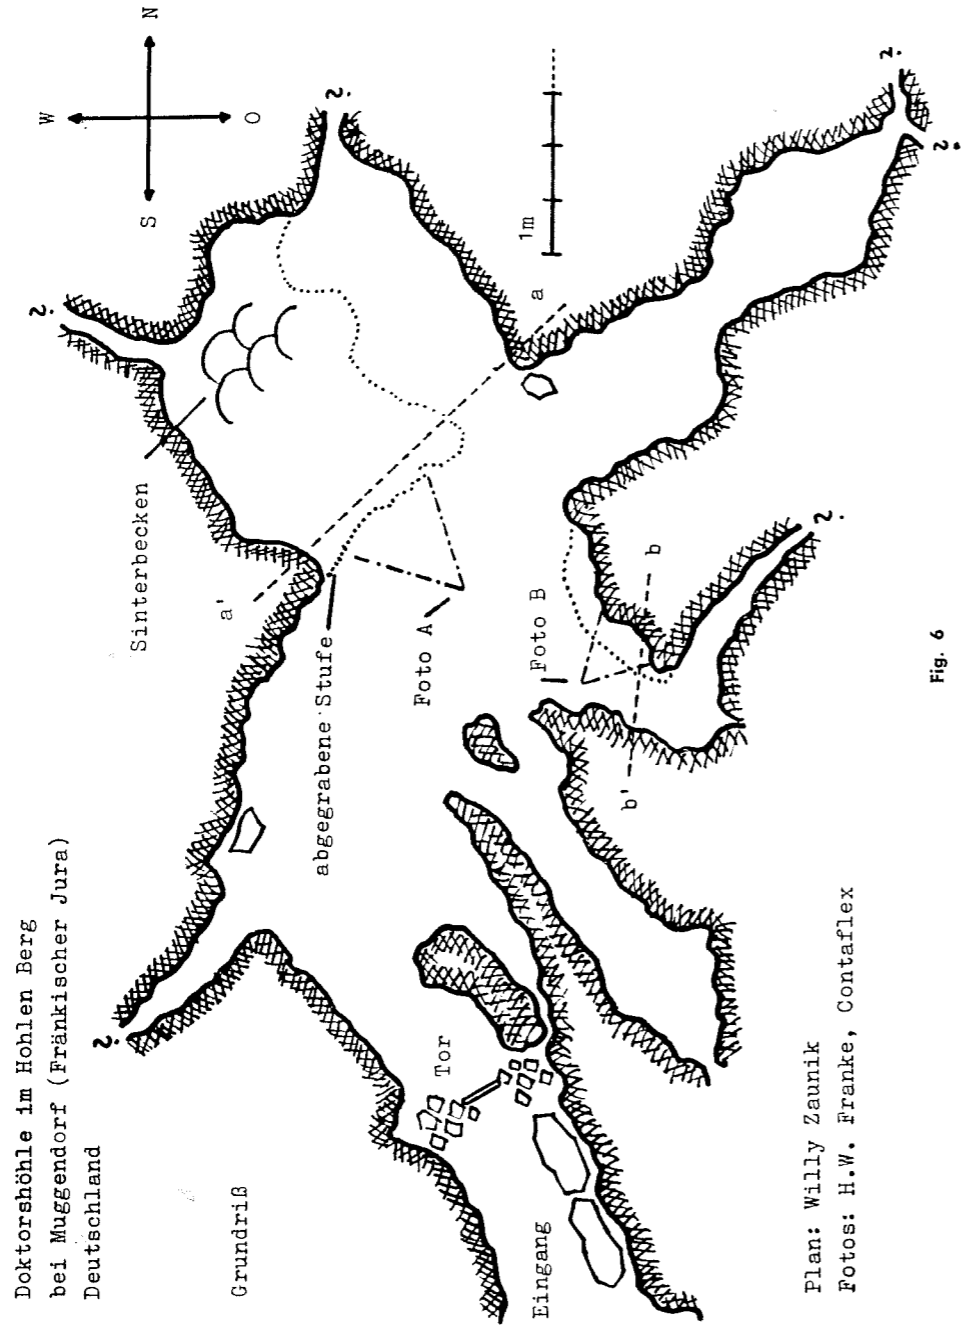 Doktorshöhle im Hohlen Berg
bei Muggendorf (Fränkischer Jura)
Deutschland
Grundriß
W
N
S
O
?
?
?
?
?
?
Sinterbecken
a'
a
1m
abgegrabene Stufe
Foto A
Foto B
b
b'
Tor
Eingang
Plan: Willy Zaunik
Fotos: H.W. Franke, Contaflex
Fig. 6